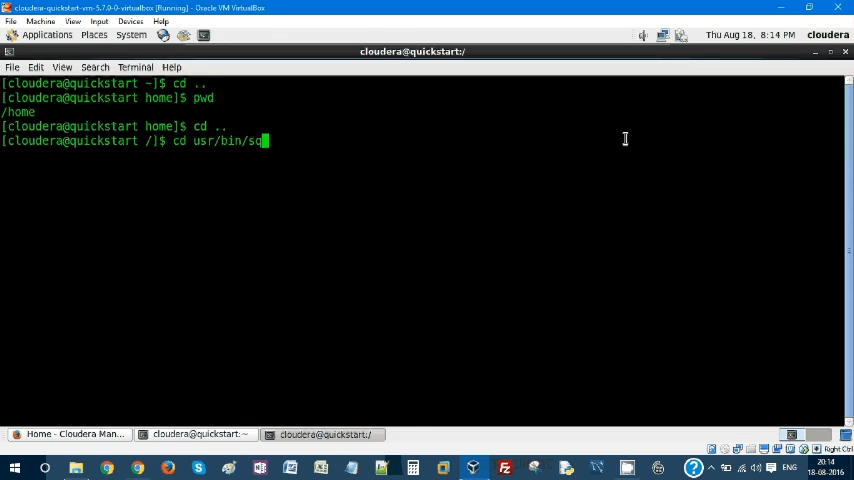 cloudera-quickstart-vm-5.7.0-0-virtualbox [Running] - Oracle VM VirtualBox
File Machine View Input Devices Help
Applications Places System Thu Aug 18, 8:14 PM cloudera
cloudera@quickstart:/
File Edit View Search Terminal Help
[cloudera@quickstart ~]$ cd ..
[cloudera@quickstart home]$ pwd
/home
[cloudera@quickstart home]$ cd ..
[cloudera@quickstart /]$ cd usr/bin/sq
Home - Cloudera Man... cloudera@quickstart:~ cloudera@quickstart:/
Right Ctrl
ENG 20:14
18-08-2016